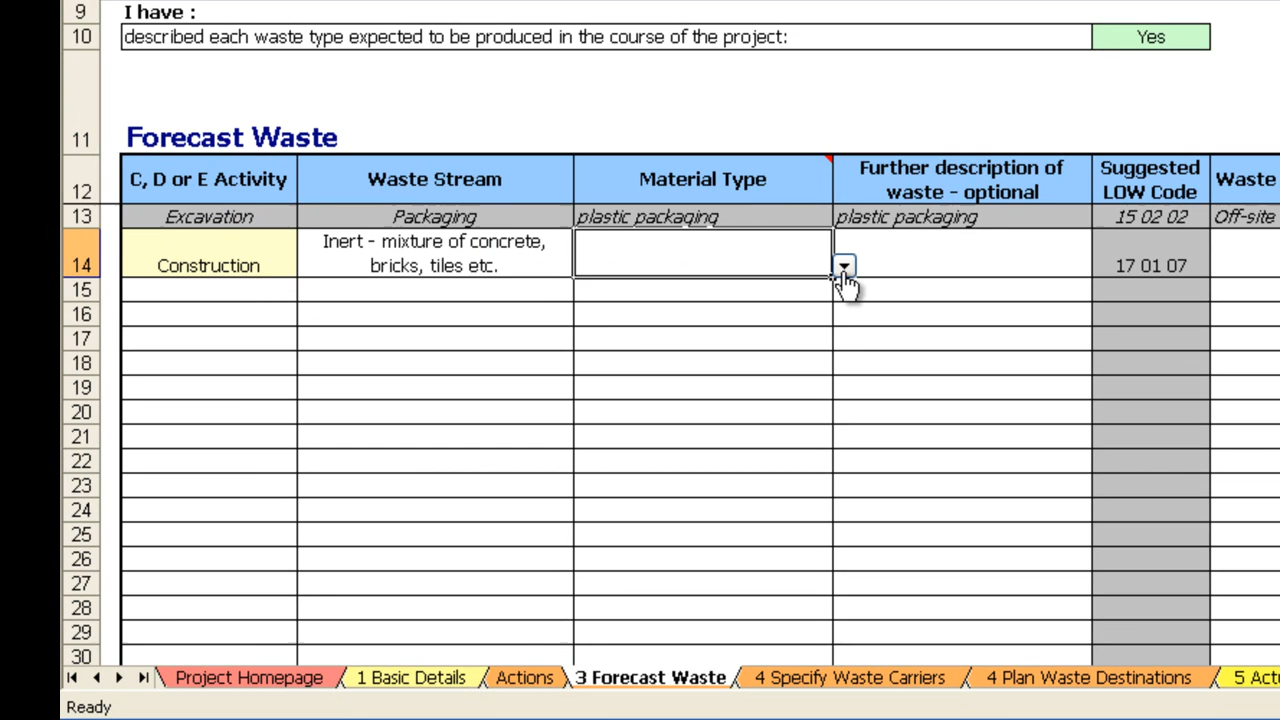 9 I have :
10 described each waste type expected to be produced in the course of the project: Yes
11 Forecast Waste
12 C, D or E Activity Waste Stream Material Type Further description of waste - optional Suggested LOW Code Waste
13 Excavation Packaging plastic packaging plastic packaging 15 02 02 Off-site
14 Construction Inert - mixture of concrete, bricks, tiles etc. 17 01 07
15
16
17
18
19
20
21
22
23
24
25
26
27
28
29
30
Project Homepage 1 Basic Details Actions 3 Forecast Waste 4 Specify Waste Carriers 4 Plan Waste Destinations 5 Act
Ready